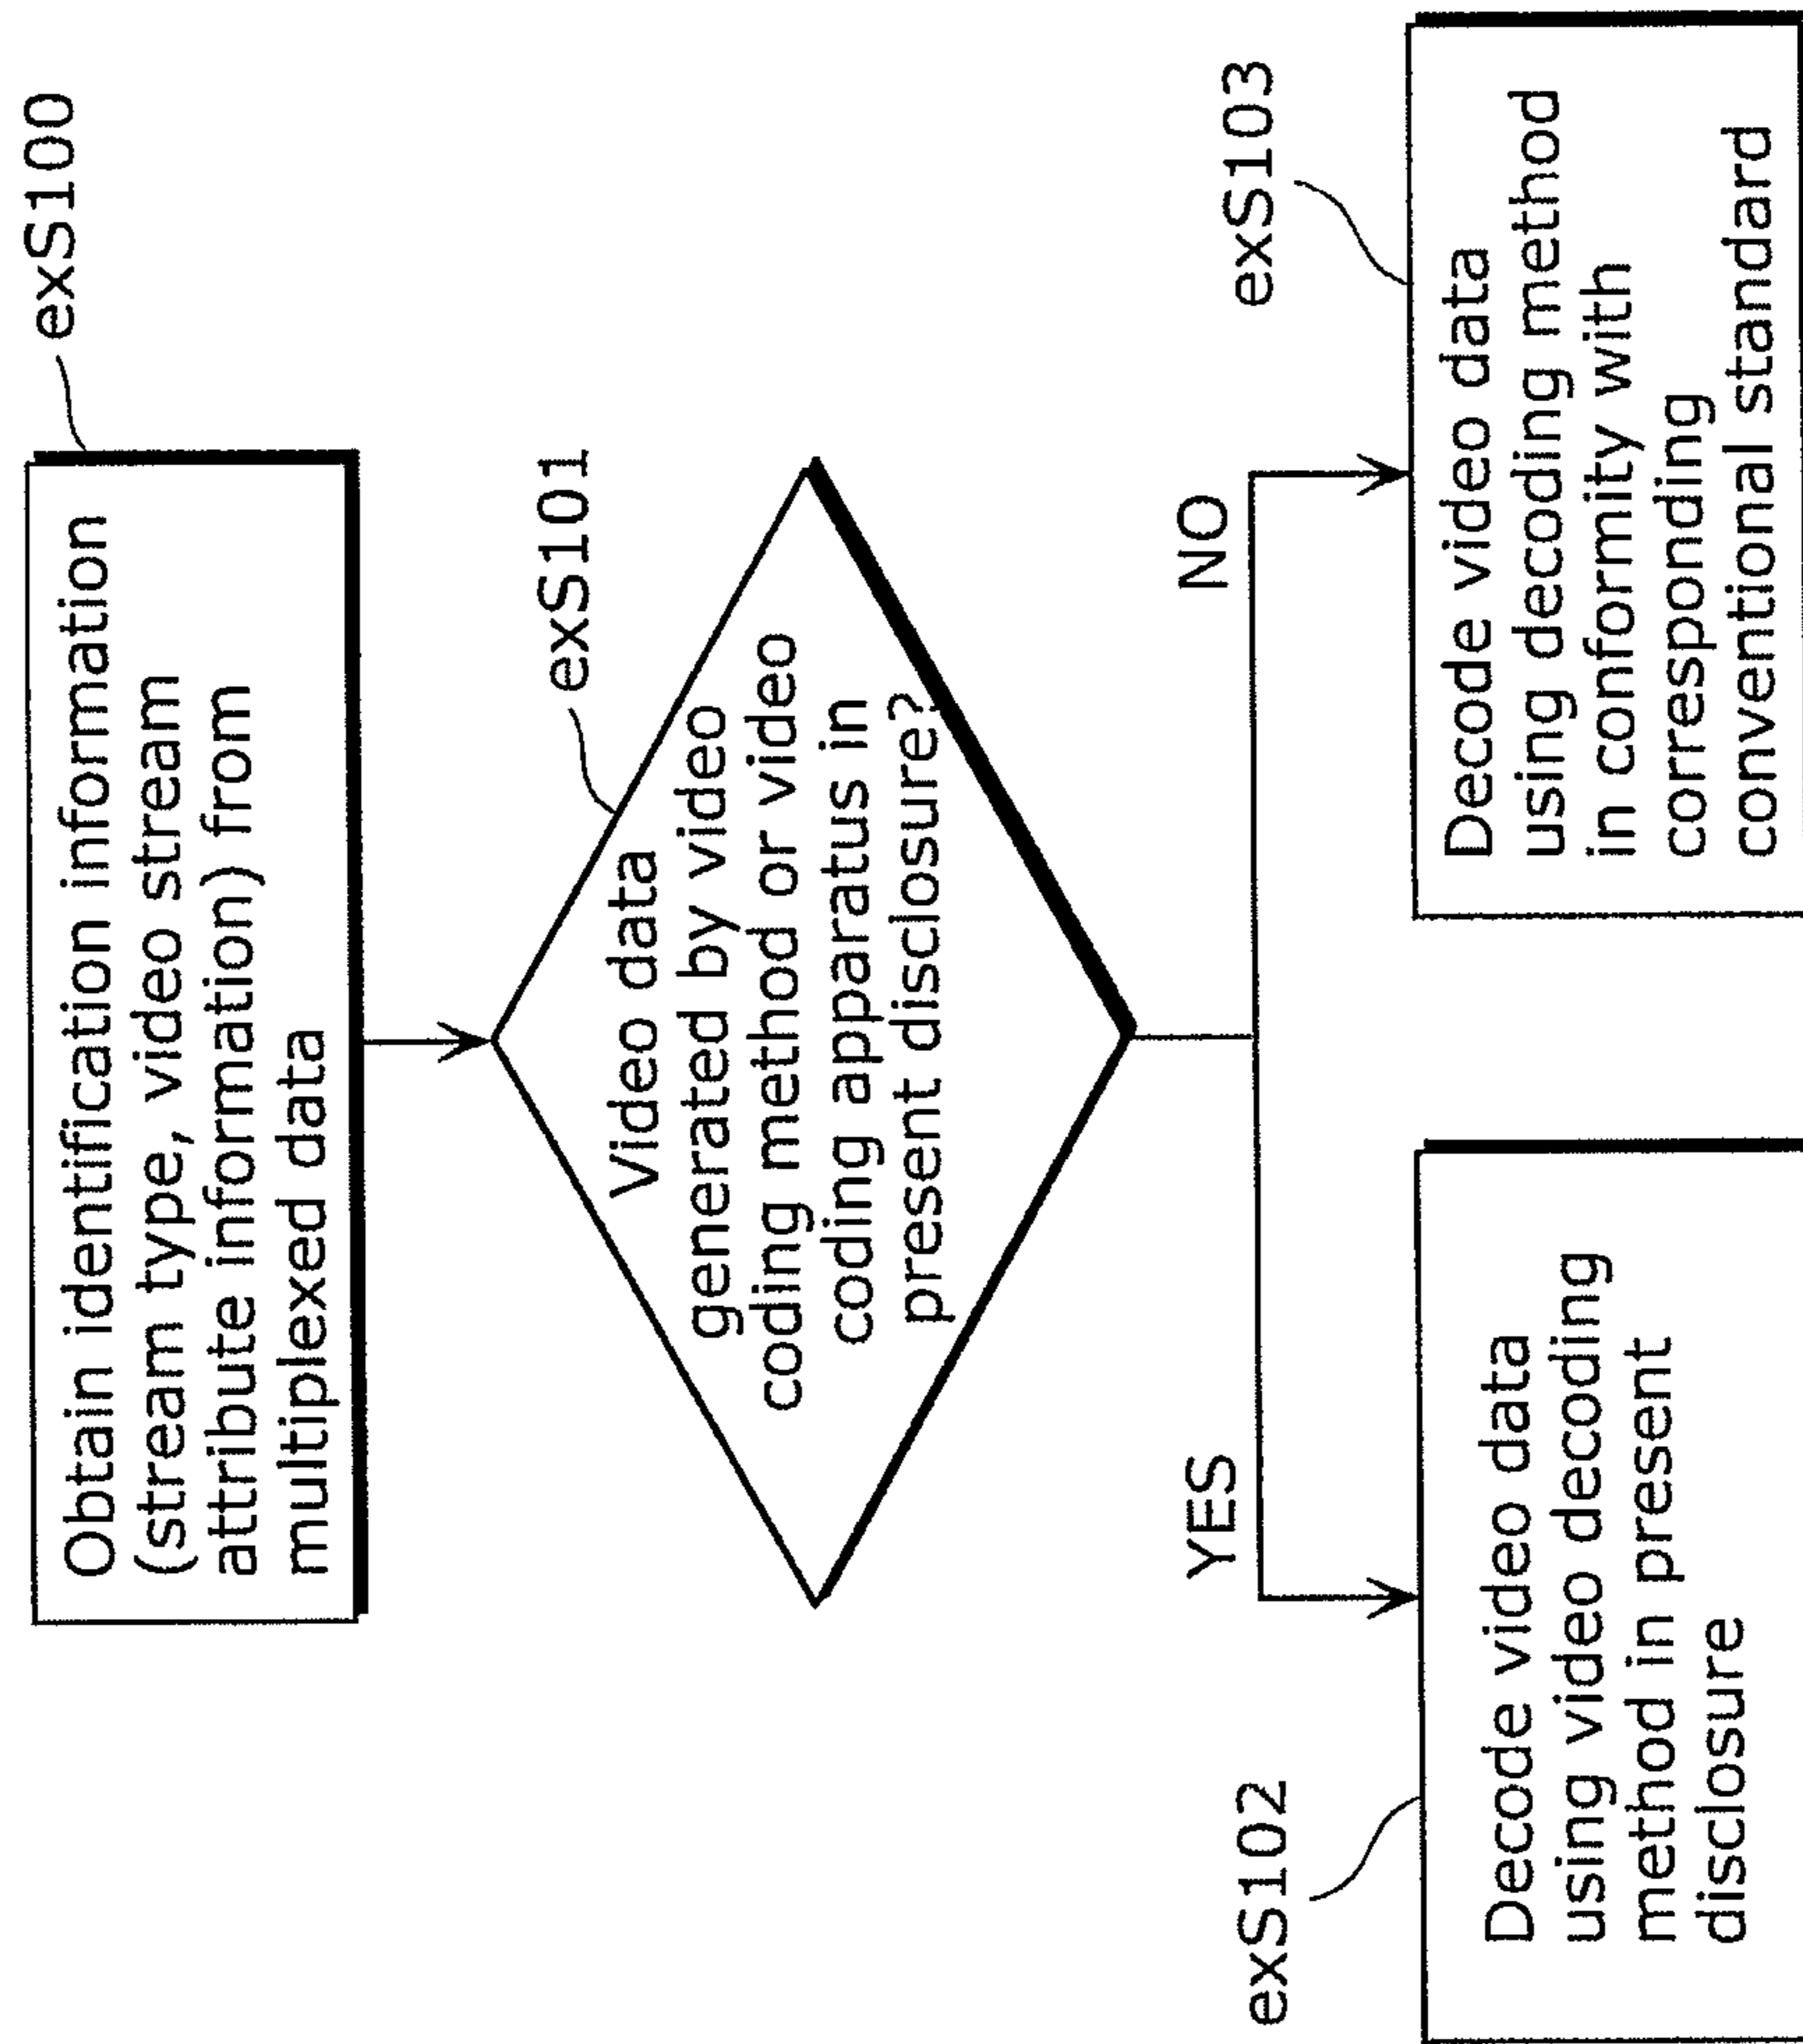 exS100
Obtain identification information
(stream type, video stream
attribute information) from
multiplexed data
exS101
Video data
generated by video
coding method or video
coding apparatus in
present disclosure?
YES
NO
exS102
Decode video data
using video decoding
method in present
disclosure
exS103
Decode video data
using decoding method
in conformity with
corresponding
conventional standard